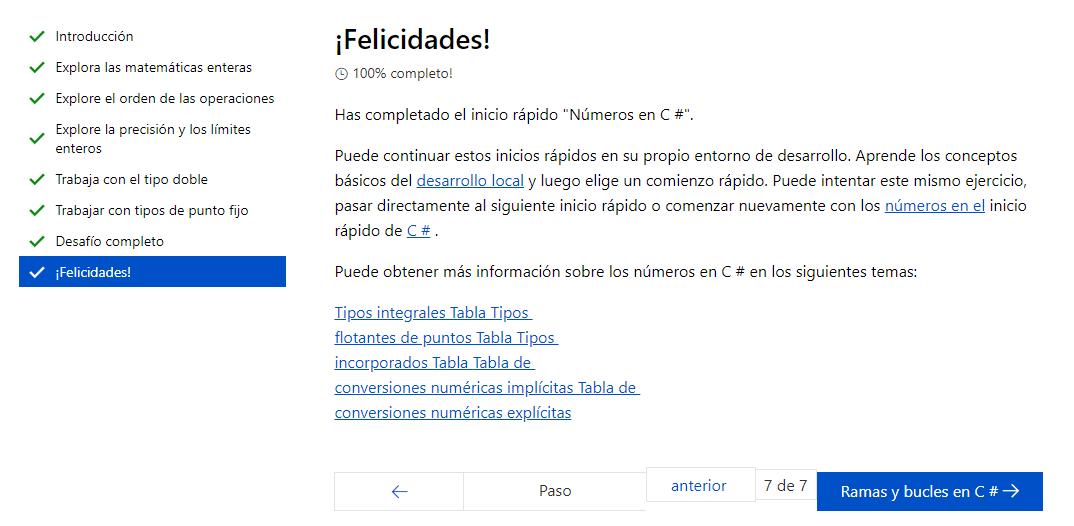 Introducción
Explora las matemáticas enteras
Explore el orden de las operaciones
Explore la precisión y los límites
enteros
Trabaja con el tipo doble
Trabajar con tipos de punto fijo
Desafío completo
¡Felicidades!
¡Felicidades!
100% completo!
Has completado el inicio rápido "Números en C #".
Puede continuar estos inicios rápidos en su propio entorno de desarrollo. Aprende los conceptos
básicos del desarrollo local y luego elige un comienzo rápido. Puede intentar este mismo ejercicio,
pasar directamente al siguiente inicio rápido o comenzar nuevamente con los números en el inicio
rápido de C # .
Puede obtener más información sobre los números en C # en los siguientes temas:
Tipos integrales Tabla Tipos
flotantes de puntos Tabla Tipos
incorporados Tabla Tabla de
conversiones numéricas implícitas Tabla de
conversiones numéricas explícitas
Paso anterior 7 de 7 Ramas y bucles en C #